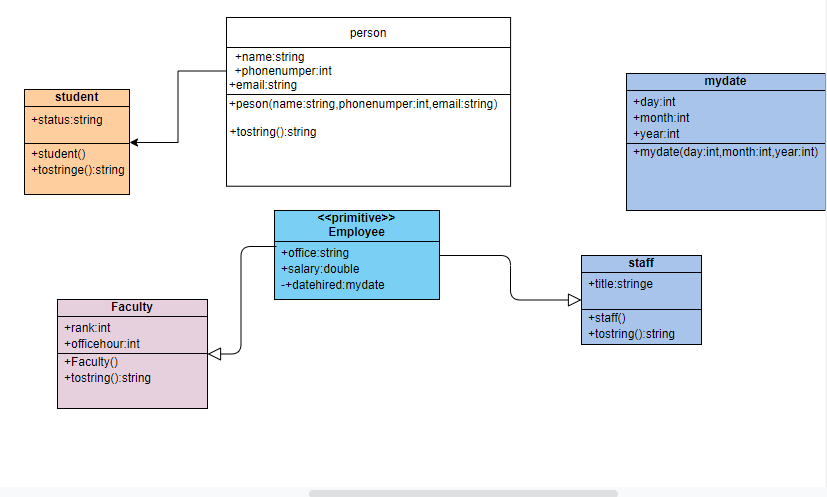 person
+name:string
+phonenumper:int
+email:string
+peson(name:string,phonenumper:int,email:string)
+tostring():string
student
+status:string
+student()
+tostringe():string
mydate
+day:int
+month:int
+year:int
+mydate(day:int,month:int,year:int)
<<primitive>>
Employee
+office:string
+salary:double
-+datehired:mydate
staff
+title:stringe
+staff()
+tostring():string
Faculty
+rank:int
+officehour:int
+Faculty()
+tostring():string